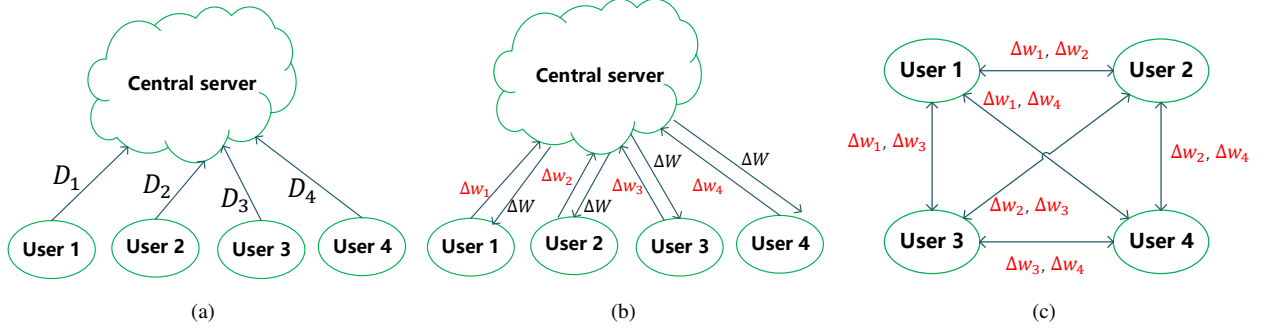 Central server
D₁
D₂
D₃
D₄
User 1
User 2
User 3
User 4
(a)
Central server
Δw₁
ΔW
Δw₂
ΔW
ΔW
Δw₃
Δw₄
ΔW
User 1
User 2
User 3
User 4
(b)
Δw₁, Δw₂
User 1
User 2
Δw₁, Δw₄
Δw₁, Δw₃
Δw₂, Δw₄
Δw₂, Δw₃
User 3
User 4
Δw₃, Δw₄
(c)